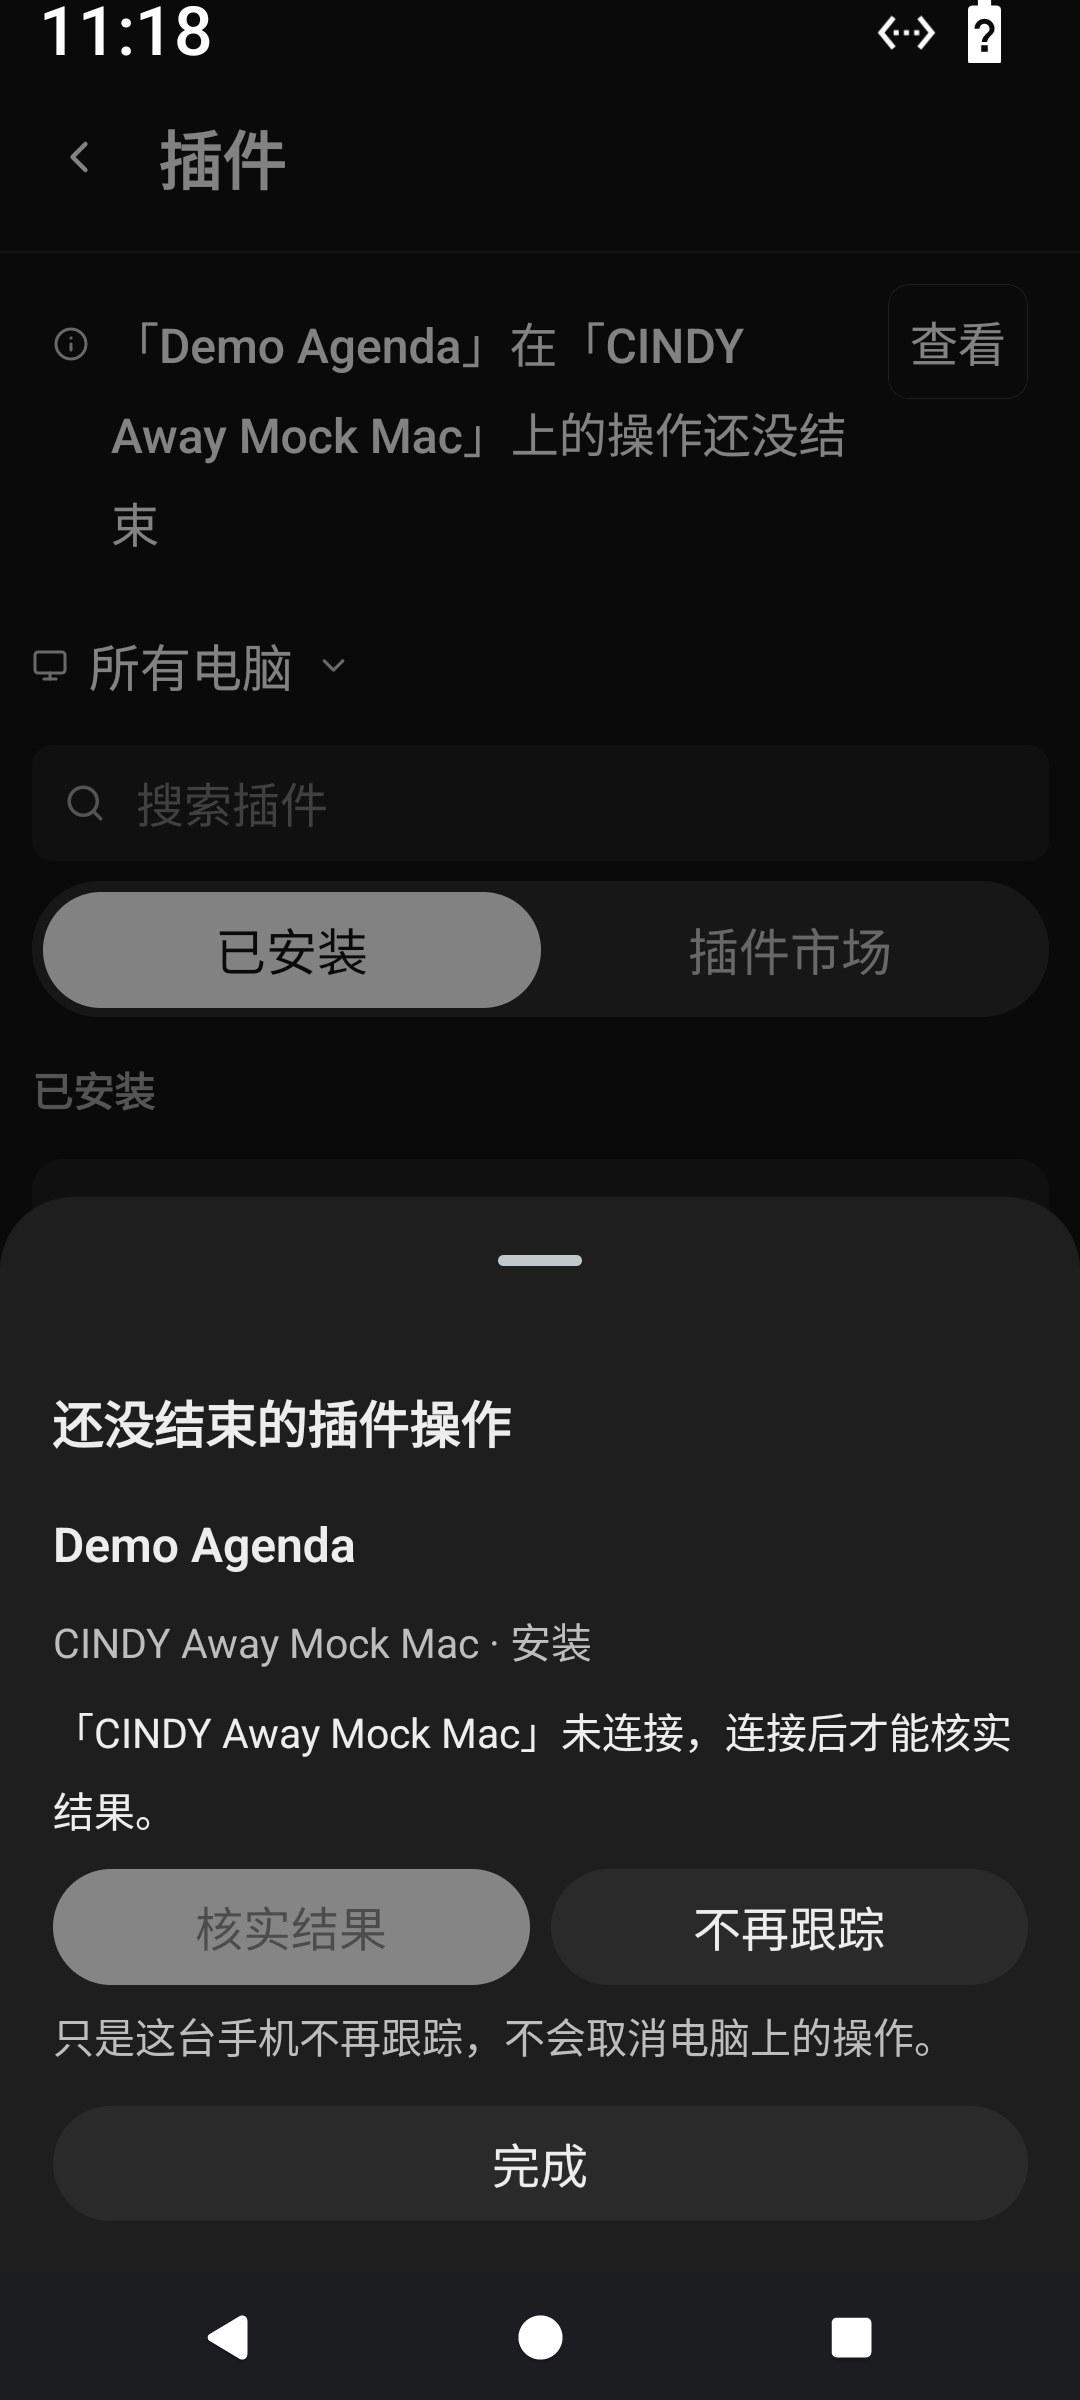 11:18
插件
「Demo Agenda」在「CINDY
Away Mock Mac」上的操作还没结
束
查看
所有电脑
搜索插件
已安装
插件市场
已安装
还没结束的插件操作
Demo Agenda
CINDY Away Mock Mac · 安装
「CINDY Away Mock Mac」未连接，连接后才能核实
结果。
核实结果
不再跟踪
只是这台手机不再跟踪，不会取消电脑上的操作。
完成